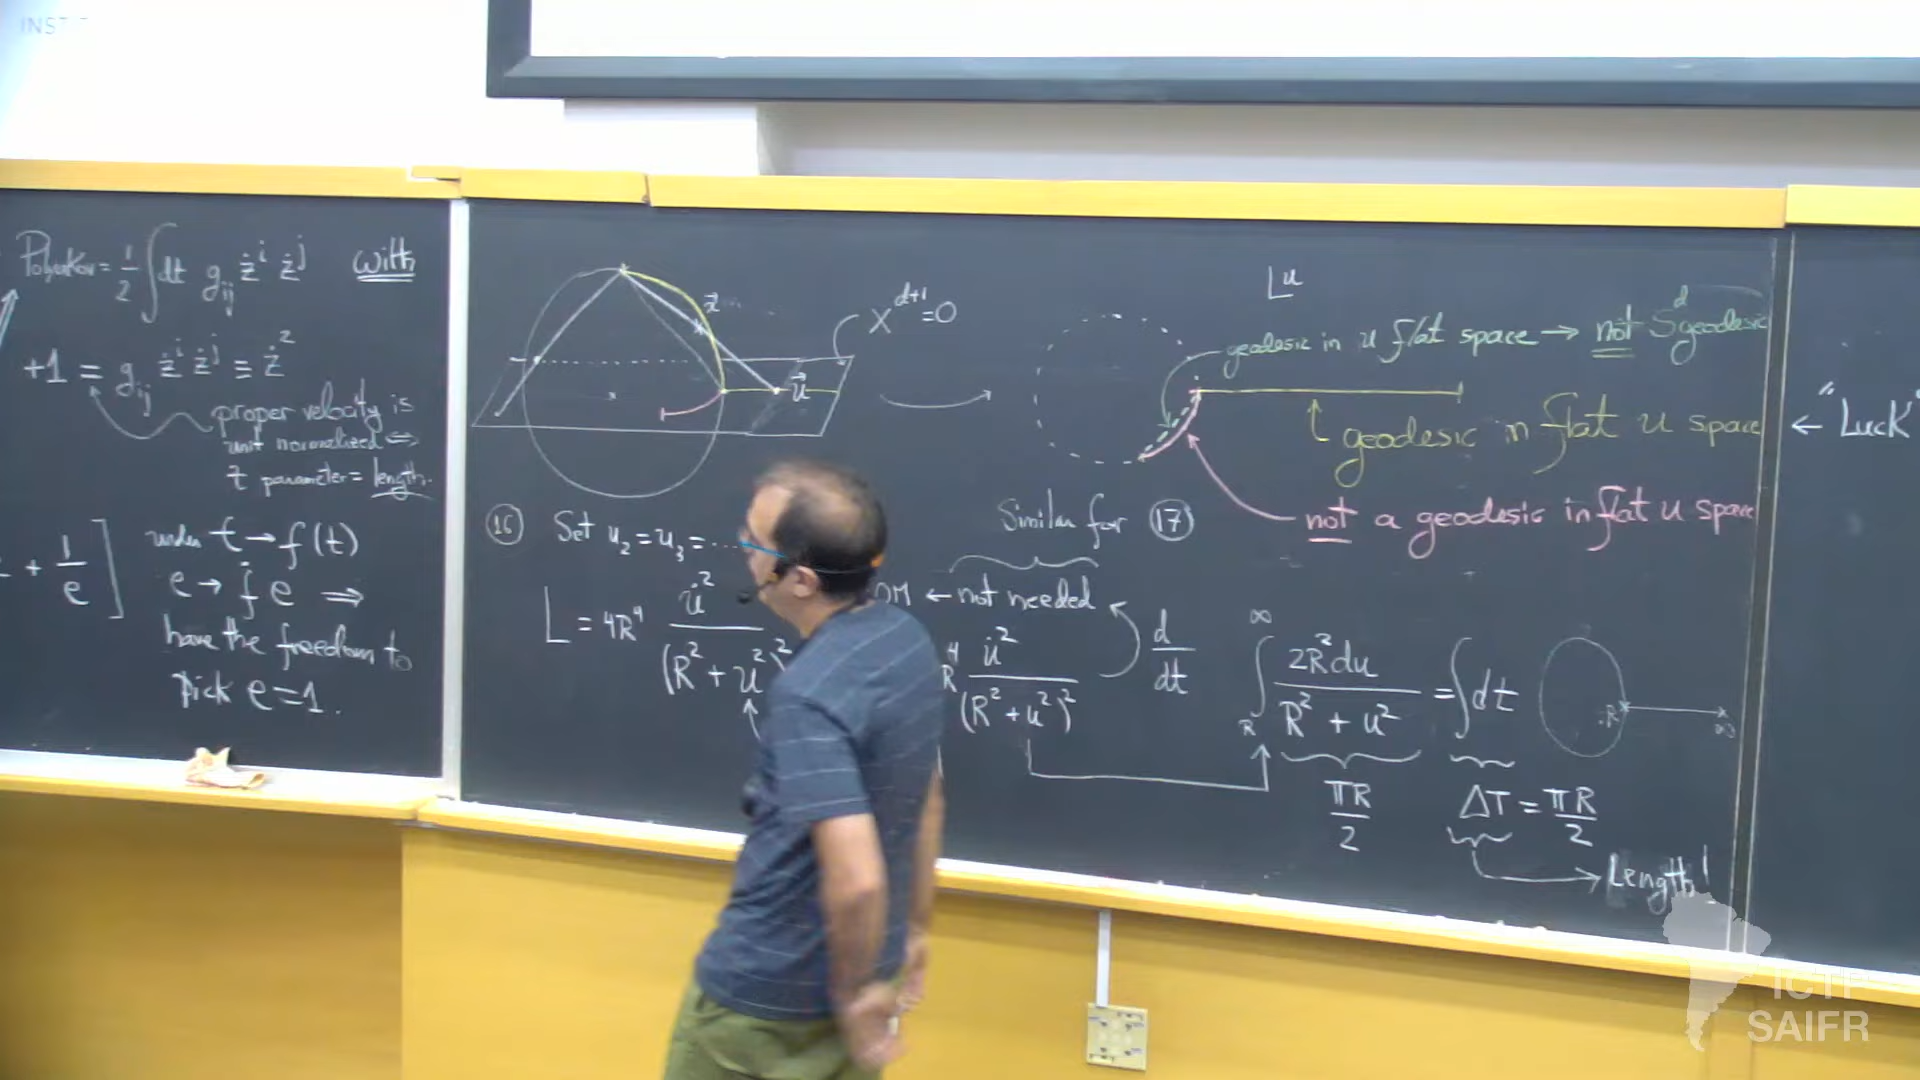 INST
Polyakov = 1/2 ∫dt g_ij ż^i ż^j with
+1 = g_ij ż^i ż^j ≡ ż^2
proper velocity is
unit normalized ⟺
t parameter = length.
+ 1/e ] under t → f(t)
e → ḟ e ⟹
have the freedom to
Pick e = 1.
x⃗
X^{d+1} = 0
u⃗
L^u
geodesic in u flat space → not S^d geodesic
geodesic in flat u space
← "Luck"
not a geodesic in flat u space
Similar for (17)
(16) Set u_2 = u_3 = ...
← not needed
L = 4R^4 u̇^2 / (R^2 + u^2)^2
R^4 u̇^2 / (R^2 + u^2)^2
d/dt
∫_R^∞ 2R^2 du / (R^2 + u^2) = ∫dt
R ∞
πR/2
ΔT = πR/2
→ Length!
ICTP
SAIFR